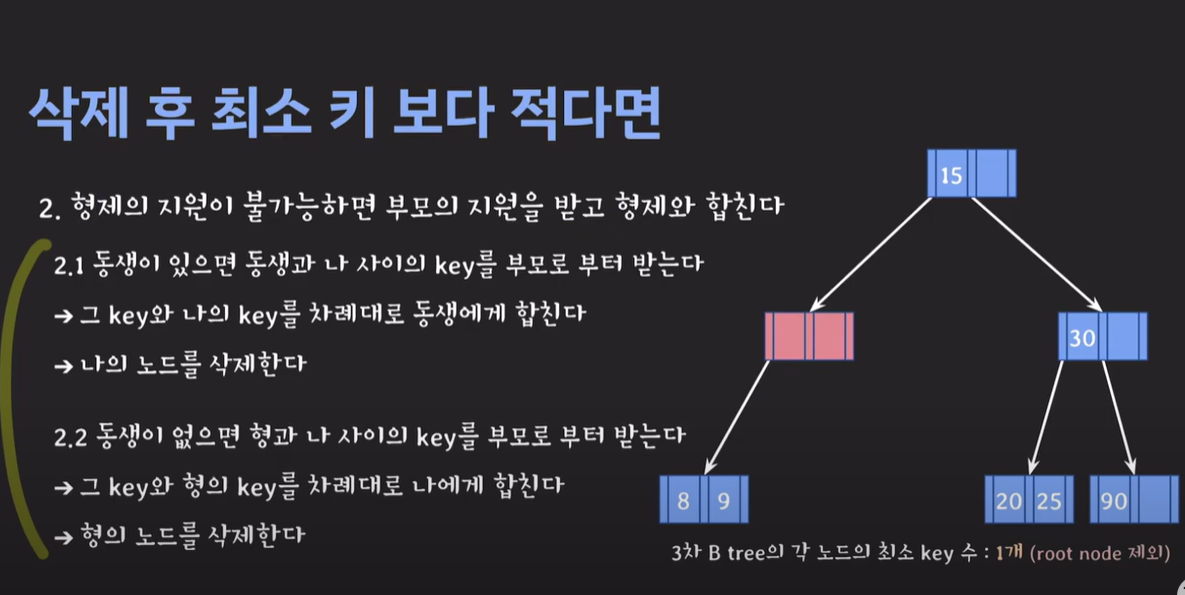 삭제 후 최소 키 보다 적다면
2. 형제의 지원이 불가능하면 부모의 지원을 받고 형제와 합친다
2.1 동생이 있으면 동생과 나 사이의 key를 부모로 부터 받는다
→ 그 key와 나의 key를 차례대로 동생에게 합친다
→ 나의 노드를 삭제한다
2.2 동생이 없으면 형과 나 사이의 key를 부모로 부터 받는다
→ 그 key와 형의 key를 차례대로 나에게 합친다
→ 형의 노드를 삭제한다
15
30
8 9
20 25
90
3차 B tree의 각 노드의 최소 key 수 : 1개 (root node 제외)